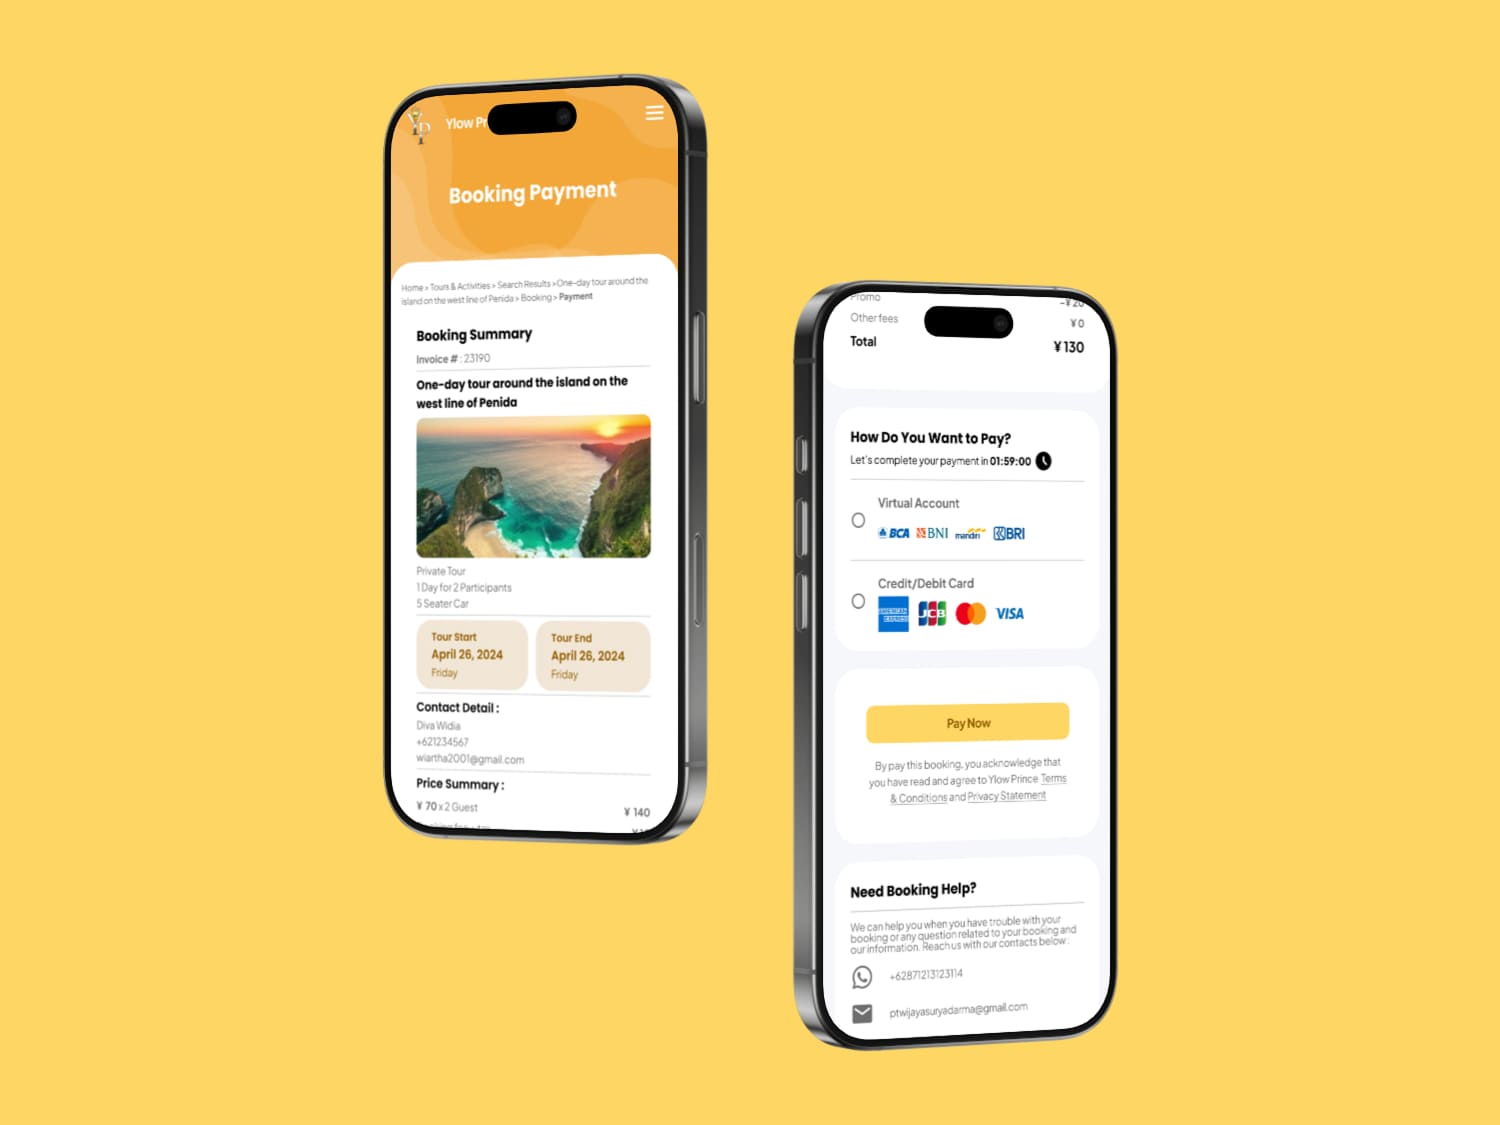 Ylow Pr
Booking Payment
Home > Tours & Activities > Search Results >One-day tour around the
island on the west line of Penida > Booking > Payment
Booking Summary
Invoice # : 23190
One-day tour around the island on the
west line of Penida
Private Tour
1 Day for 2 Participants
5 Seater Car
Tour Start
April 26, 2024
Friday
Tour End
April 26, 2024
Friday
Contact Detail :
Diva Widia
+621234567
wiartha2001@gmail.com
Price Summary :
¥ 70 x 2 Guest ¥ 140
Promo -¥ 20
Other fees ¥ 0
Total ¥ 130
How Do You Want to Pay?
Let's complete your payment in 01:59:00
Virtual Account
BCA BNI mandiri BRI
Credit/Debit Card
AMERICAN EXPRESS JCB VISA
Pay Now
By pay this booking, you acknowledge that
you have read and agree to Ylow Prince Terms
& Conditions and Privacy Statement
Need Booking Help?
We can help you when you have trouble with your
booking or any question related to your booking and
our information. Reach us with our contacts below :
+62871213123114
ptwijayasuryadarma@gmail.com